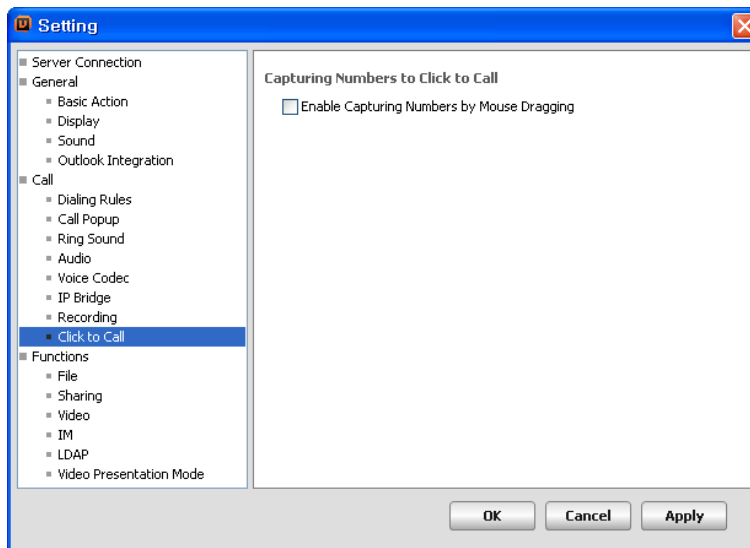 Setting
Server Connection
General
Basic Action
Display
Sound
Outlook Integration
Call
Dialing Rules
Call Popup
Ring Sound
Audio
Voice Codec
IP Bridge
Recording
Click to Call
Functions
File
Sharing
Video
IM
LDAP
Video Presentation Mode
Capturing Numbers to Click to Call
Enable Capturing Numbers by Mouse Dragging
OK Cancel Apply